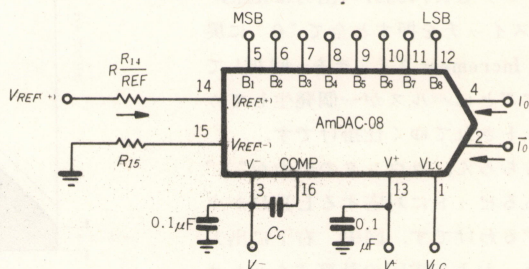 MSB LSB
5 6 7 8 9 10 11 12
B1 B2 B3 B4 B5 B6 B7 B8
R R14/REF
VREF(+) 14 VREF(+) 4 IO
AmDAC-08
15 VREF(-) 2 IO
R15
V- COMP V+ VLC
3 16 13 1
0.1μF CC 0.1 μF
V- V+ VLC